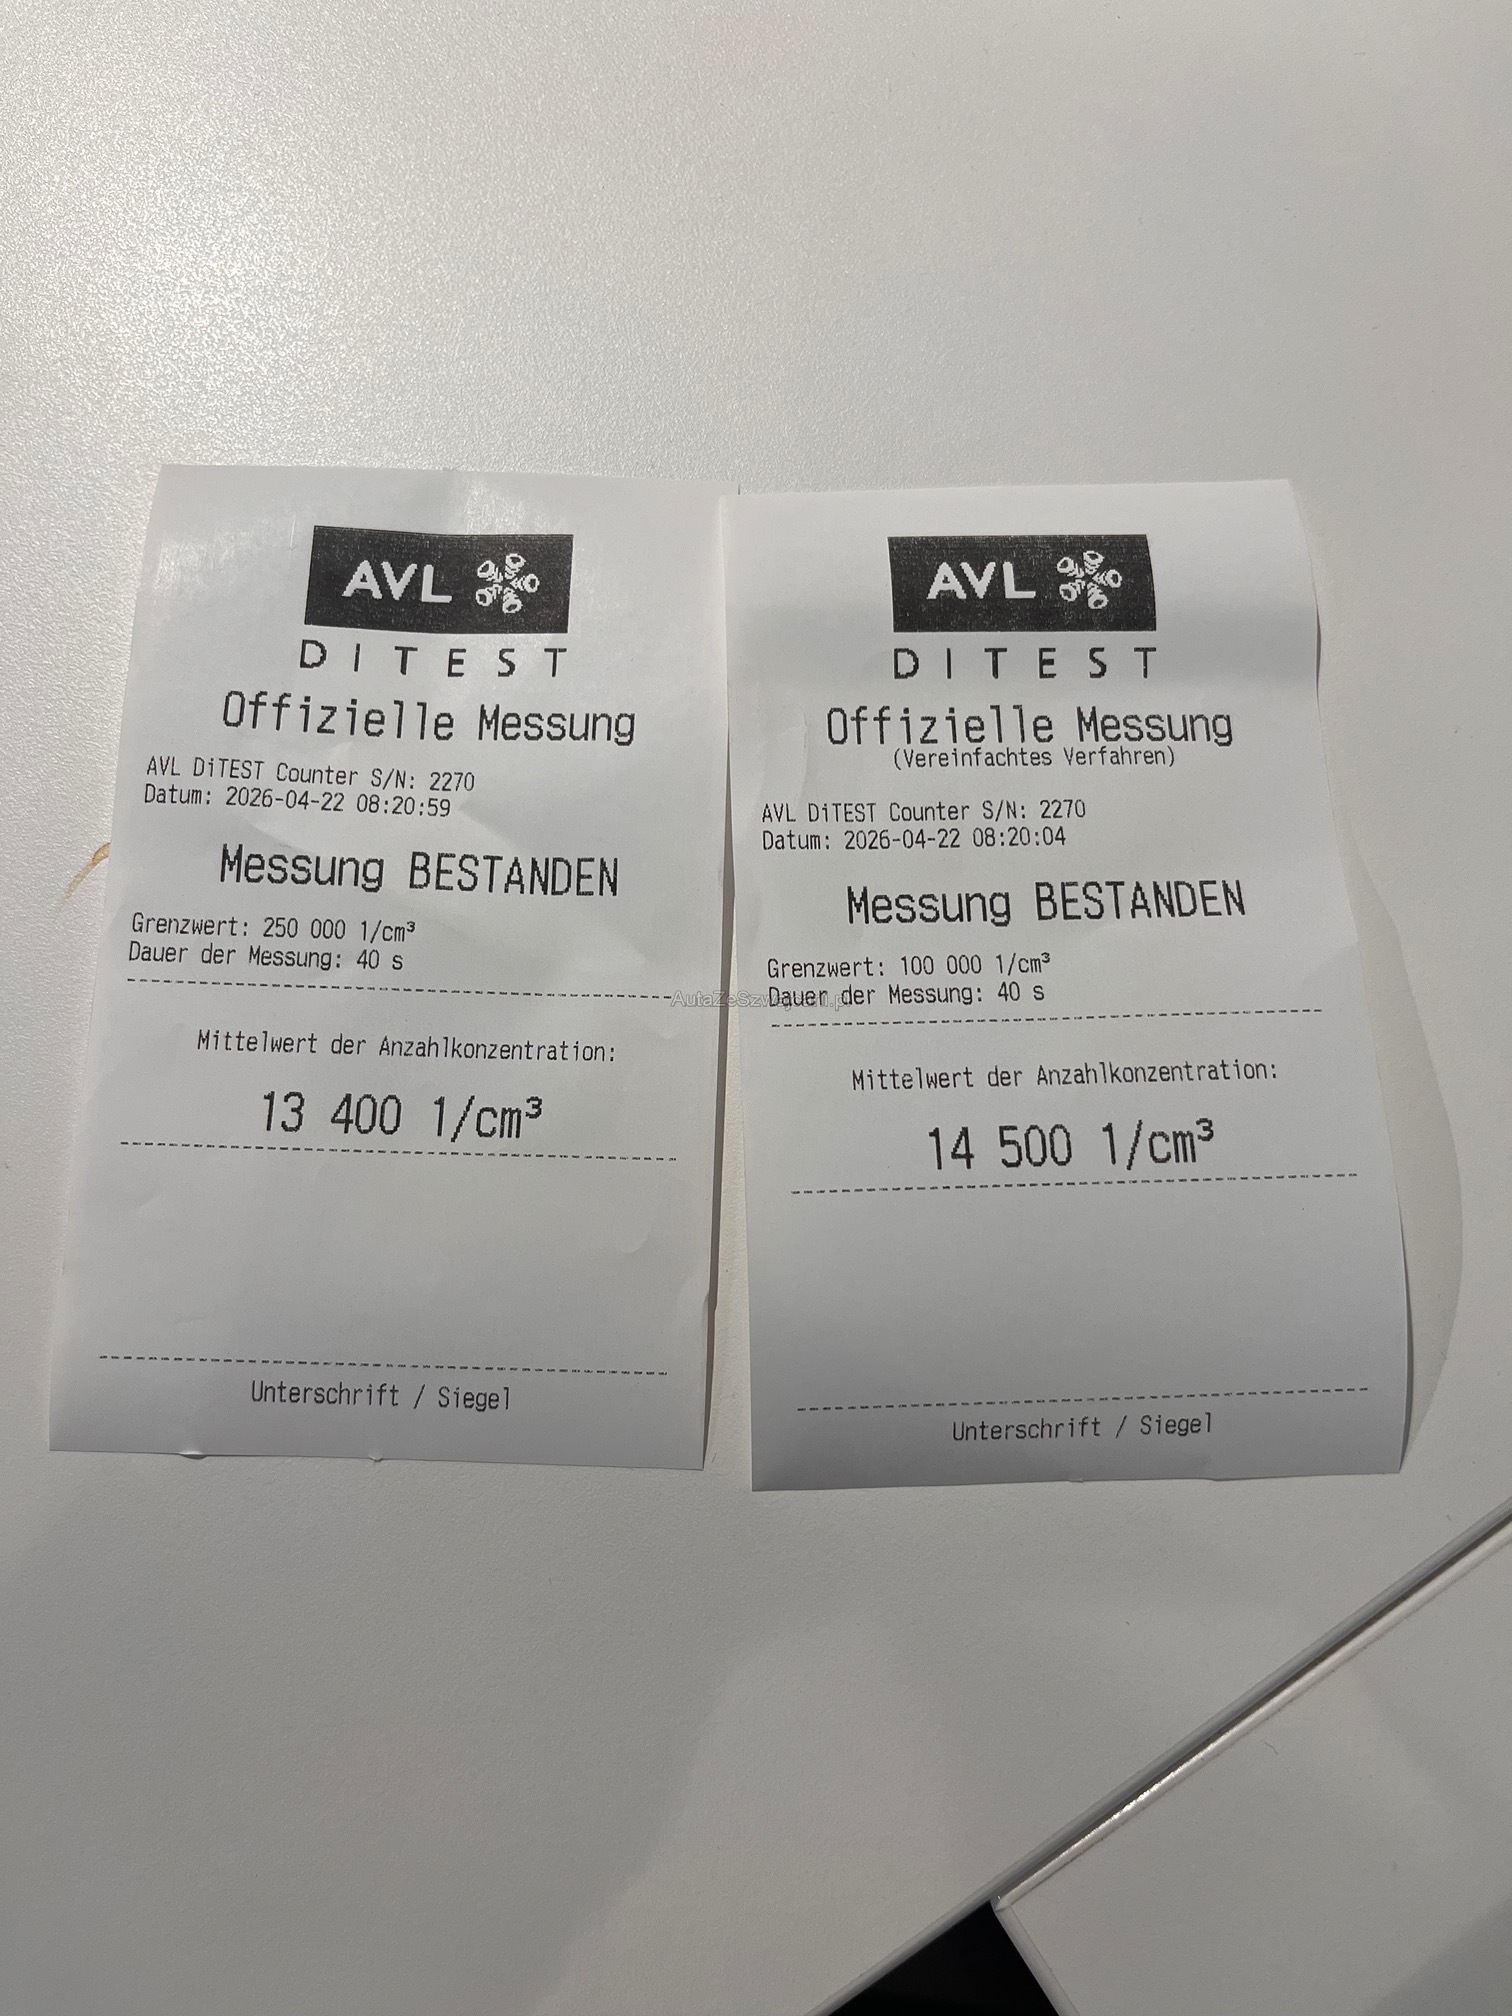 AVL
DITEST
Offizielle Messung
AVL DiTEST Counter S/N: 2270
Datum: 2026-04-22 08:20:59
Messung BESTANDEN
Grenzwert: 250 000 1/cm³
Dauer der Messung: 40 s
Mittelwert der Anzahlkonzentration:
13 400 1/cm³
Unterschrift / Siegel
AVL
DITEST
Offizielle Messung
(Vereinfachtes Verfahren)
AVL DiTEST Counter S/N: 2270
Datum: 2026-04-22 08:20:04
Messung BESTANDEN
Grenzwert: 100 000 1/cm³
Dauer der Messung: 40 s
Mittelwert der Anzahlkonzentration:
14 500 1/cm³
Unterschrift / Siegel